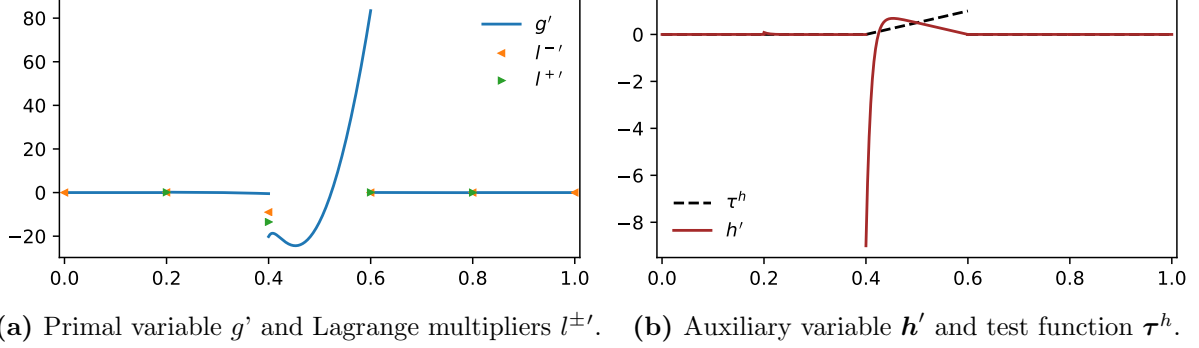 80
60
40
20
0
−20
0.0 0.2 0.4 0.6 0.8 1.0
g′
l⁻′
l⁺′
0
−2
−4
−6
−8
0.0 0.2 0.4 0.6 0.8 1.0
τʰ
h′
(a) Primal variable g’ and Lagrange multipliers l±′.
(b) Auxiliary variable h′ and test function τʰ.